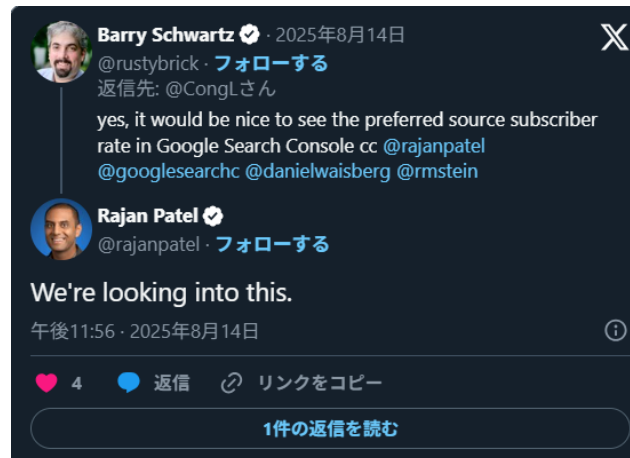 Barry Schwartz · 2025年8月14日
@rustybrick · フォローする
返信先: @CongLさん
yes, it would be nice to see the preferred source subscriber
rate in Google Search Console cc @rajanpatel
@googlesearchc @danielwaisberg @rmstein
Rajan Patel
@rajanpatel · フォローする
We're looking into this.
午後11:56 · 2025年8月14日
4 返信 リンクをコピー
1件の返信を読む